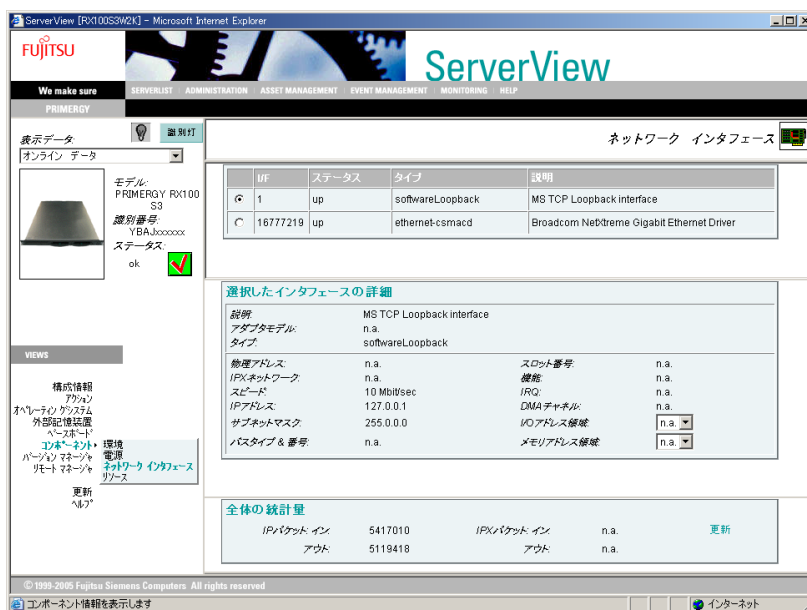 ServerView [RX100S3W2K] - Microsoft Internet Explorer
FUJITSU
ServerView
We make sure
SERVERLIST ADMINISTRATION ASSET MANAGEMENT EVENT MANAGEMENT MONITORING HELP
PRIMERGY
表示データ:
識別灯
オンライン データ
ネットワーク インタフェース
モデル:
PRIMERGY RX100
S3
識別番号:
YBAJxxxxxx
ステータス:
ok
I/F ステータス タイプ 説明
1 up softwareLoopback MS TCP Loopback interface
16777219 up ethernet-csmacd Broadcom NetXtreme Gigabit Ethernet Driver
選択したインタフェースの詳細
説明: MS TCP Loopback interface
アダプタモデル: n.a.
タイプ: softwareLoopback
物理アドレス: n.a. スロット番号: n.a.
IPXネットワーク: n.a. 機能: n.a.
スピード: 10 Mbit/sec IRQ: n.a.
IPアドレス: 127.0.0.1 DMAチャネル: n.a.
サブネットマスク: 255.0.0.0 I/Oアドレス領域: n.a.
バスタイプ & 番号: n.a. メモリアドレス領域: n.a.
VIEWS
構成情報
アクション
オペレーティングシステム
外部記憶装置
ベースボード
コンポーネント
バージョン マネージャ
リモート マネージャ
更新
ヘルプ
環境
電源
ネットワーク インタフェース
リソース
全体の統計量
IPパケット: イン: 5417010 IPXパケット: イン: n.a. 更新
アウト: 5119418 アウト: n.a.
© 1999-2005 Fujitsu Siemens Computers All rights reserved
コンポーネント情報を表示します
インターネット